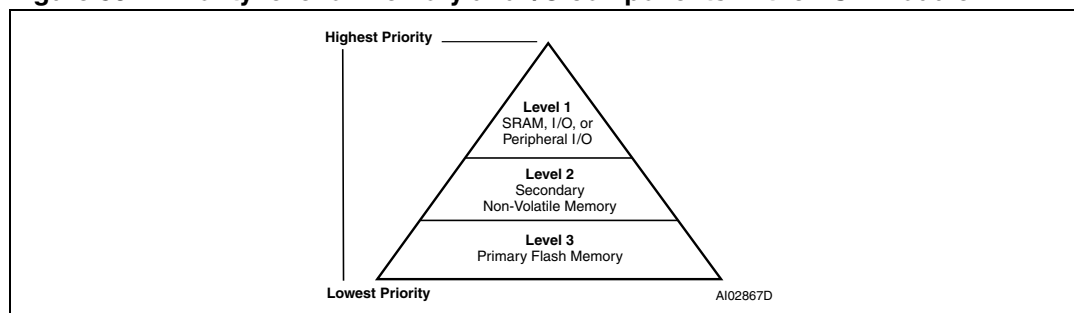 Highest Priority
Level 1
SRAM, I/O, or
Peripheral I/O
Level 2
Secondary
Non-Volatile Memory
Level 3
Primary Flash Memory
Lowest Priority
AI02867D